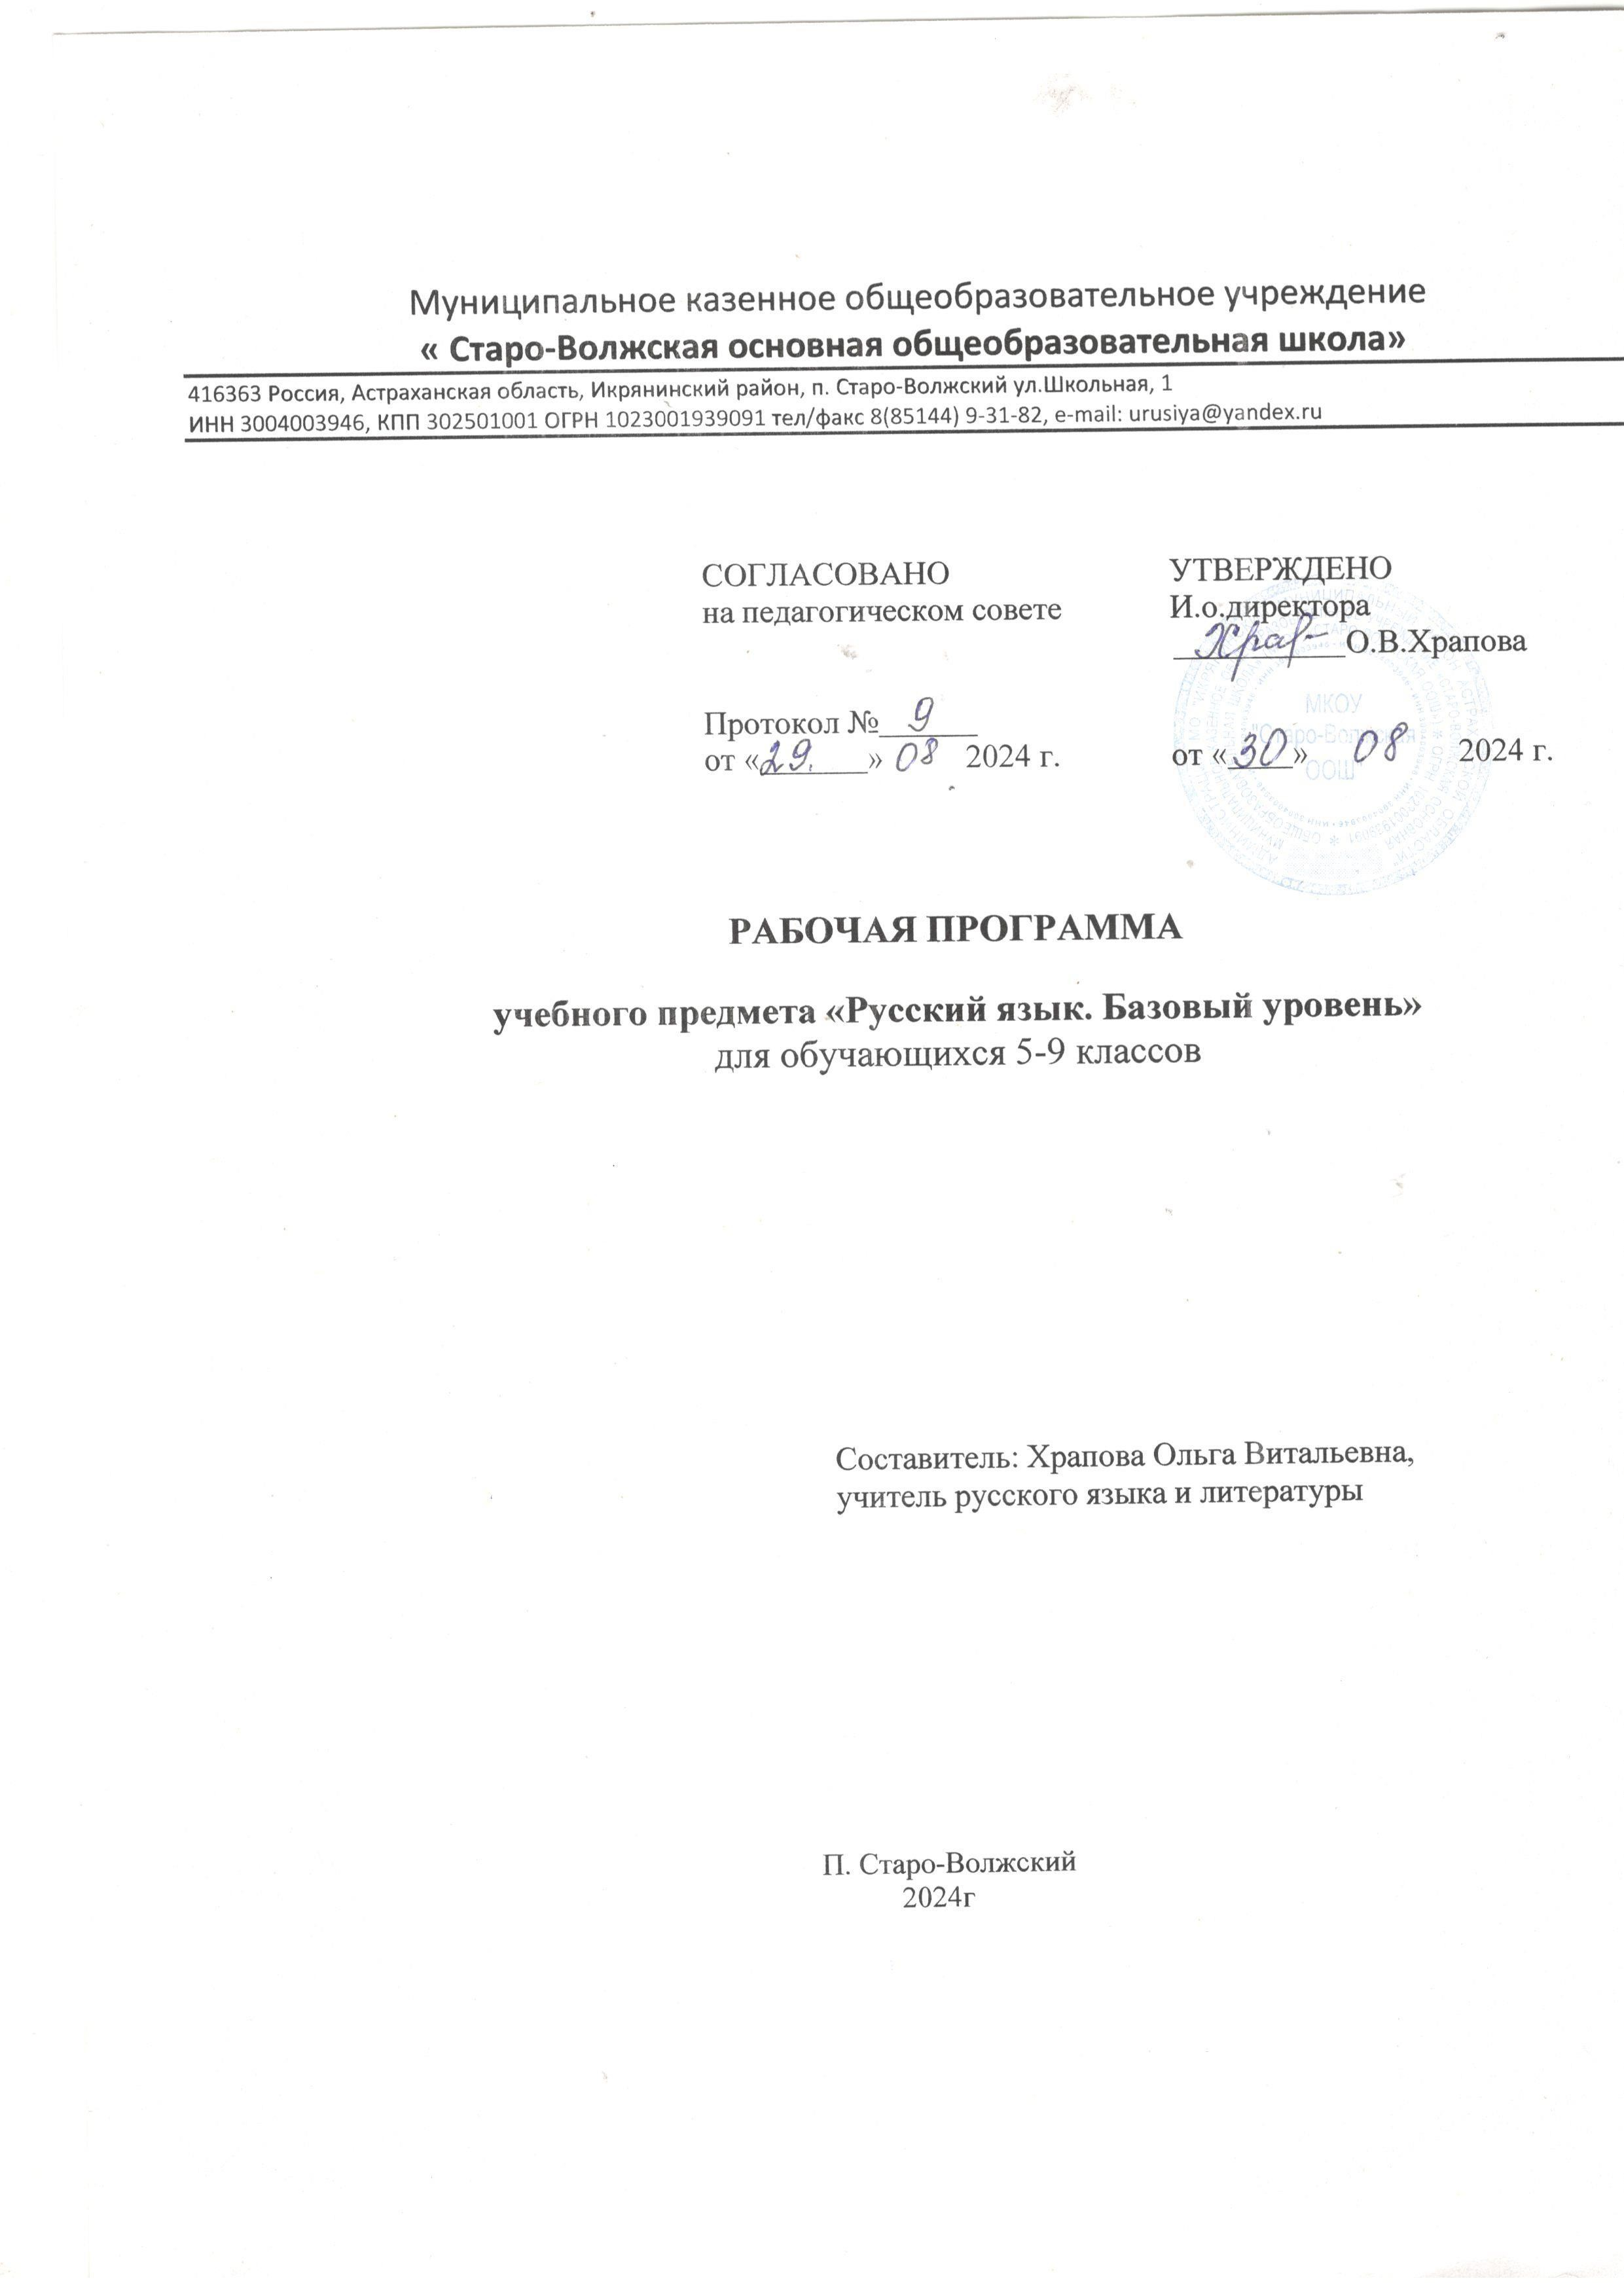 Муниципальное казенное общеобразовательное учреждение
« Старо-Волжская основная общеобразовательная школа»
416363 Россия, Астраханская область, Икрянинский район, п. Старо-Волжский ул.Школьная, 1
ИНН 3004003946, КПП 302501001 ОГРН 1023001939091 тел/факс 8(85144) 9-31-82, e-mail: urusiya@yandex.ru
СОГЛАСОВАНО
на педагогическом совете
Протокол № 9
от «29.» 08 2024 г.
УТВЕРЖДЕНО
И.о.директора
Храп О.В.Храпова
МКОУ
"Старо-Волжская
ООШ"
от «30» 08 2024 г.
РАБОЧАЯ ПРОГРАММА
учебного предмета «Русский язык. Базовый уровень»
для обучающихся 5-9 классов
Составитель: Храпова Ольга Витальевна,
учитель русского языка и литературы
П. Старо-Волжский
2024г